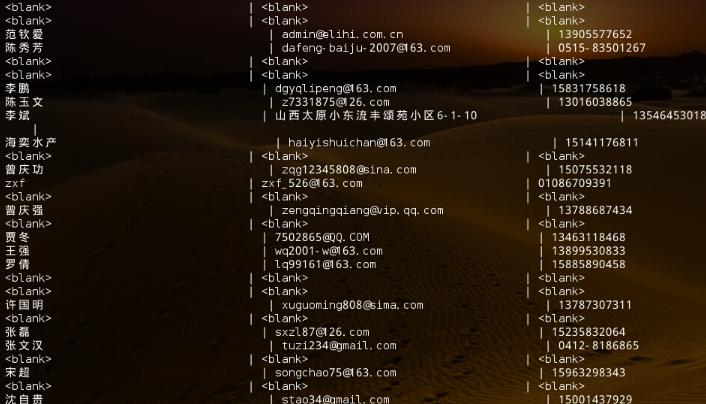 <blank> | <blank> | <blank>
<blank> | <blank> | <blank>
范钦爱 | admin@elihi.com.cn | 13905577652
陈秀芳 | dafeng-baiju-2007@163.com | 0515-83501267
<blank> | <blank> | <blank>
<blank> | <blank> | <blank>
李鹏 | dgyqlipeng@163.com | 15831758618
陈玉文 | z7331875@126.com | 13016038865
李斌 | 山西太原小东流丰颂苑小区6-1-10 | 13546453018
|
海奕水产 | haiyishuichan@163.com | 15141176811
<blank> | <blank> | <blank>
曾庆功 | zqg12345808@sina.com | 15075532118
zxf | zxf_526@163.com | 01086709391
<blank> | <blank> | <blank>
曾庆强 | zengqingqiang@vip.qq.com | 13788687434
<blank> | <blank> | <blank>
贾冬 | 7502865@QQ.COM | 13463118468
王强 | wq2001-w@163.com | 13899530833
罗倩 | lq99161@163.com | 15885890458
<blank> | <blank> | <blank>
<blank> | <blank> | <blank>
许国明 | xuguoming808@sima.com | 13787307311
<blank> | <blank> | <blank>
张磊 | sxzl87@126.com | 15235832064
张文汉 | tuzi234@gmail.com | 0412-8186865
<blank> | <blank> | <blank>
宋超 | songchao75@163.com | 15963298343
<blank> | <blank> | <blank>
沈自贵 | stao34@gmail.com | 15001437929